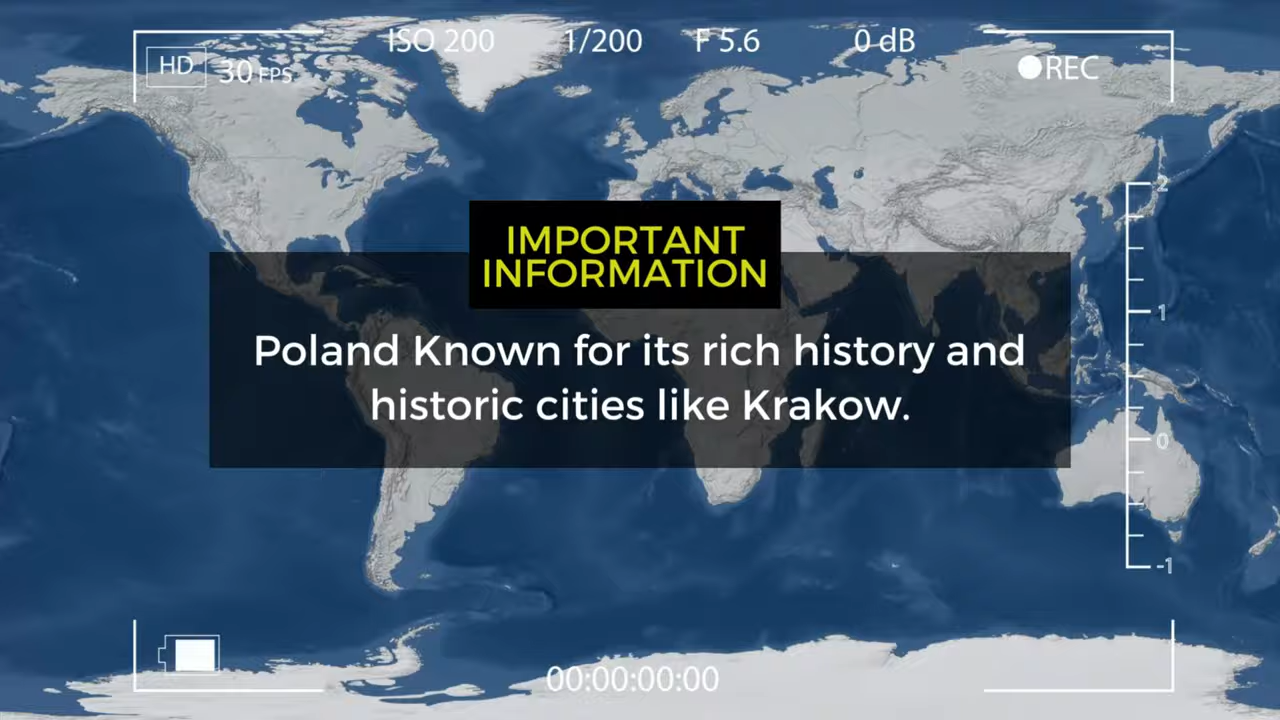 ISO 200 1/200 F 5.6 0 dB
HD 30 FPS REC
IMPORTANT
INFORMATION
Poland Known for its rich history and
historic cities like Krakow.
2
1
0
-1
00:00:00:00